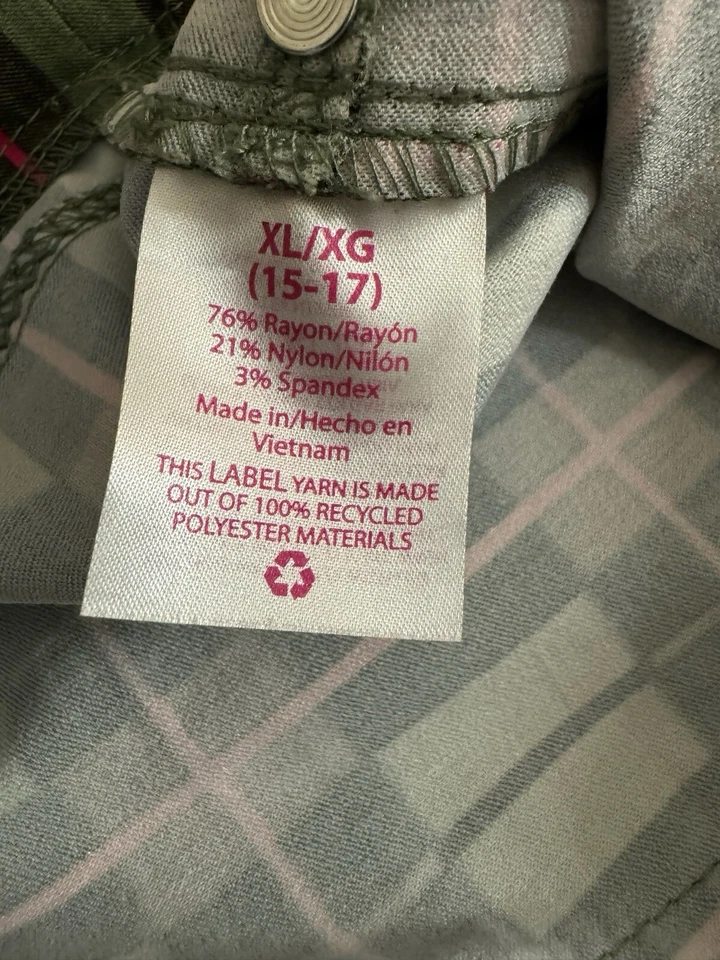 XL/XG
(15-17)
76% Rayon/Rayón
21% Nylon/Nilón
3% Spandex
Made in/Hecho en
Vietnam
THIS LABEL YARN IS MADE
OUT OF 100% RECYCLED
POLYESTER MATERIALS